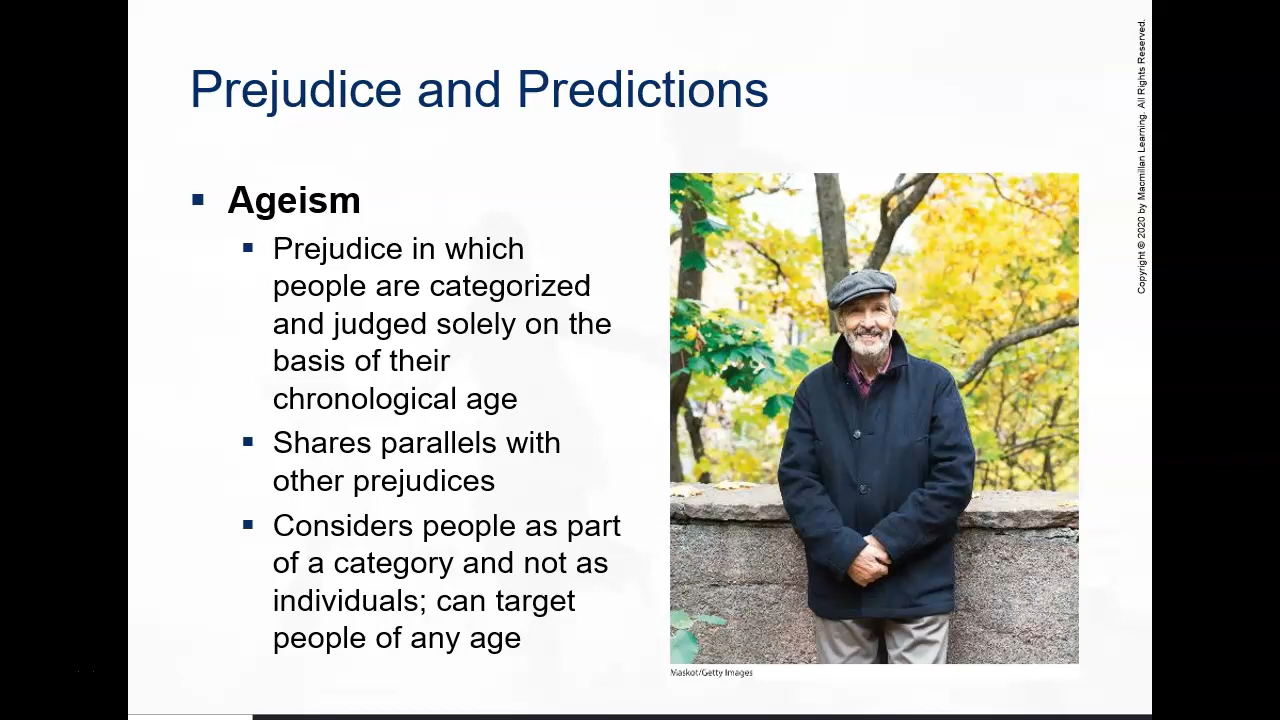 Prejudice and Predictions
▪ Ageism
▪ Prejudice in which
people are categorized
and judged solely on the
basis of their
chronological age
▪ Shares parallels with
other prejudices
▪ Considers people as part
of a category and not as
individuals; can target
people of any age
Maskot/Getty Images
Copyright © 2020 by Macmillan Learning. All Rights Reserved.